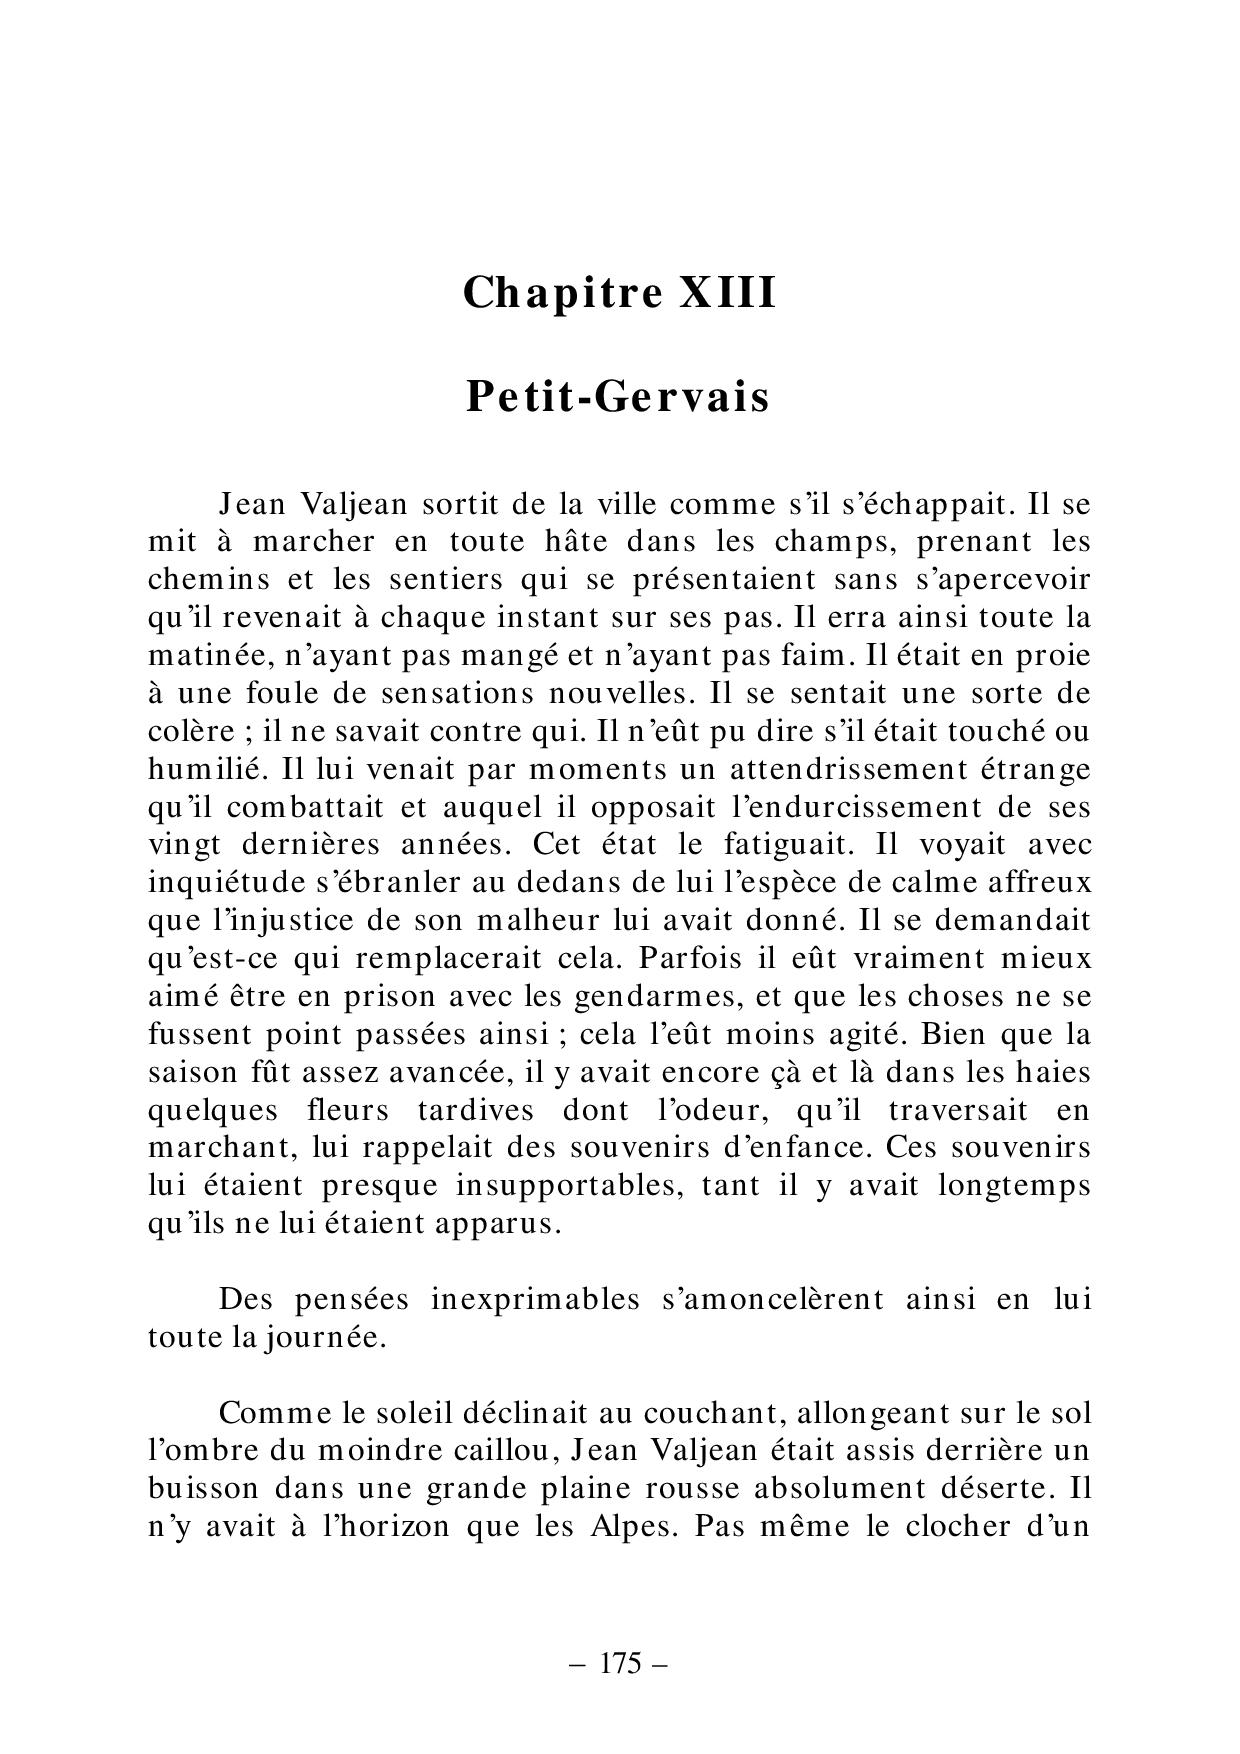 Chapitre XIII
Petit-Gervais
Jean Valjean sortit de la ville comme s’il s’échappait. Il se
mit à marcher en toute hâte dans les champs, prenant les
chemins et les sentiers qui se présentaient sans s’apercevoir
qu’il revenait à chaque instant sur ses pas. Il erra ainsi toute la
matinée, n’ayant pas mangé et n’ayant pas faim. Il était en proie
à une foule de sensations nouvelles. Il se sentait une sorte de
colère ; il ne savait contre qui. Il n’eût pu dire s’il était touché ou
humilié. Il lui venait par moments un attendrissement étrange
qu’il combattait et auquel il opposait l’endurcissement de ses
vingt dernières années. Cet état le fatiguait. Il voyait avec
inquiétude s’ébranler au dedans de lui l’espèce de calme affreux
que l’injustice de son malheur lui avait donné. Il se demandait
qu’est-ce qui remplacerait cela. Parfois il eût vraiment mieux
aimé être en prison avec les gendarmes, et que les choses ne se
fussent point passées ainsi ; cela l’eût moins agité. Bien que la
saison fût assez avancée, il y avait encore çà et là dans les haies
quelques fleurs tardives dont l’odeur, qu’il traversait en
marchant, lui rappelait des souvenirs d’enfance. Ces souvenirs
lui étaient presque insupportables, tant il y avait longtemps
qu’ils ne lui étaient apparus.
Des pensées inexprimables s’amoncelèrent ainsi en lui
toute la journée.
Comme le soleil déclinait au couchant, allongeant sur le sol
l’ombre du moindre caillou, Jean Valjean était assis derrière un
buisson dans une grande plaine rousse absolument déserte. Il
n’y avait à l’horizon que les Alpes. Pas même le clocher d’un
– 175 –